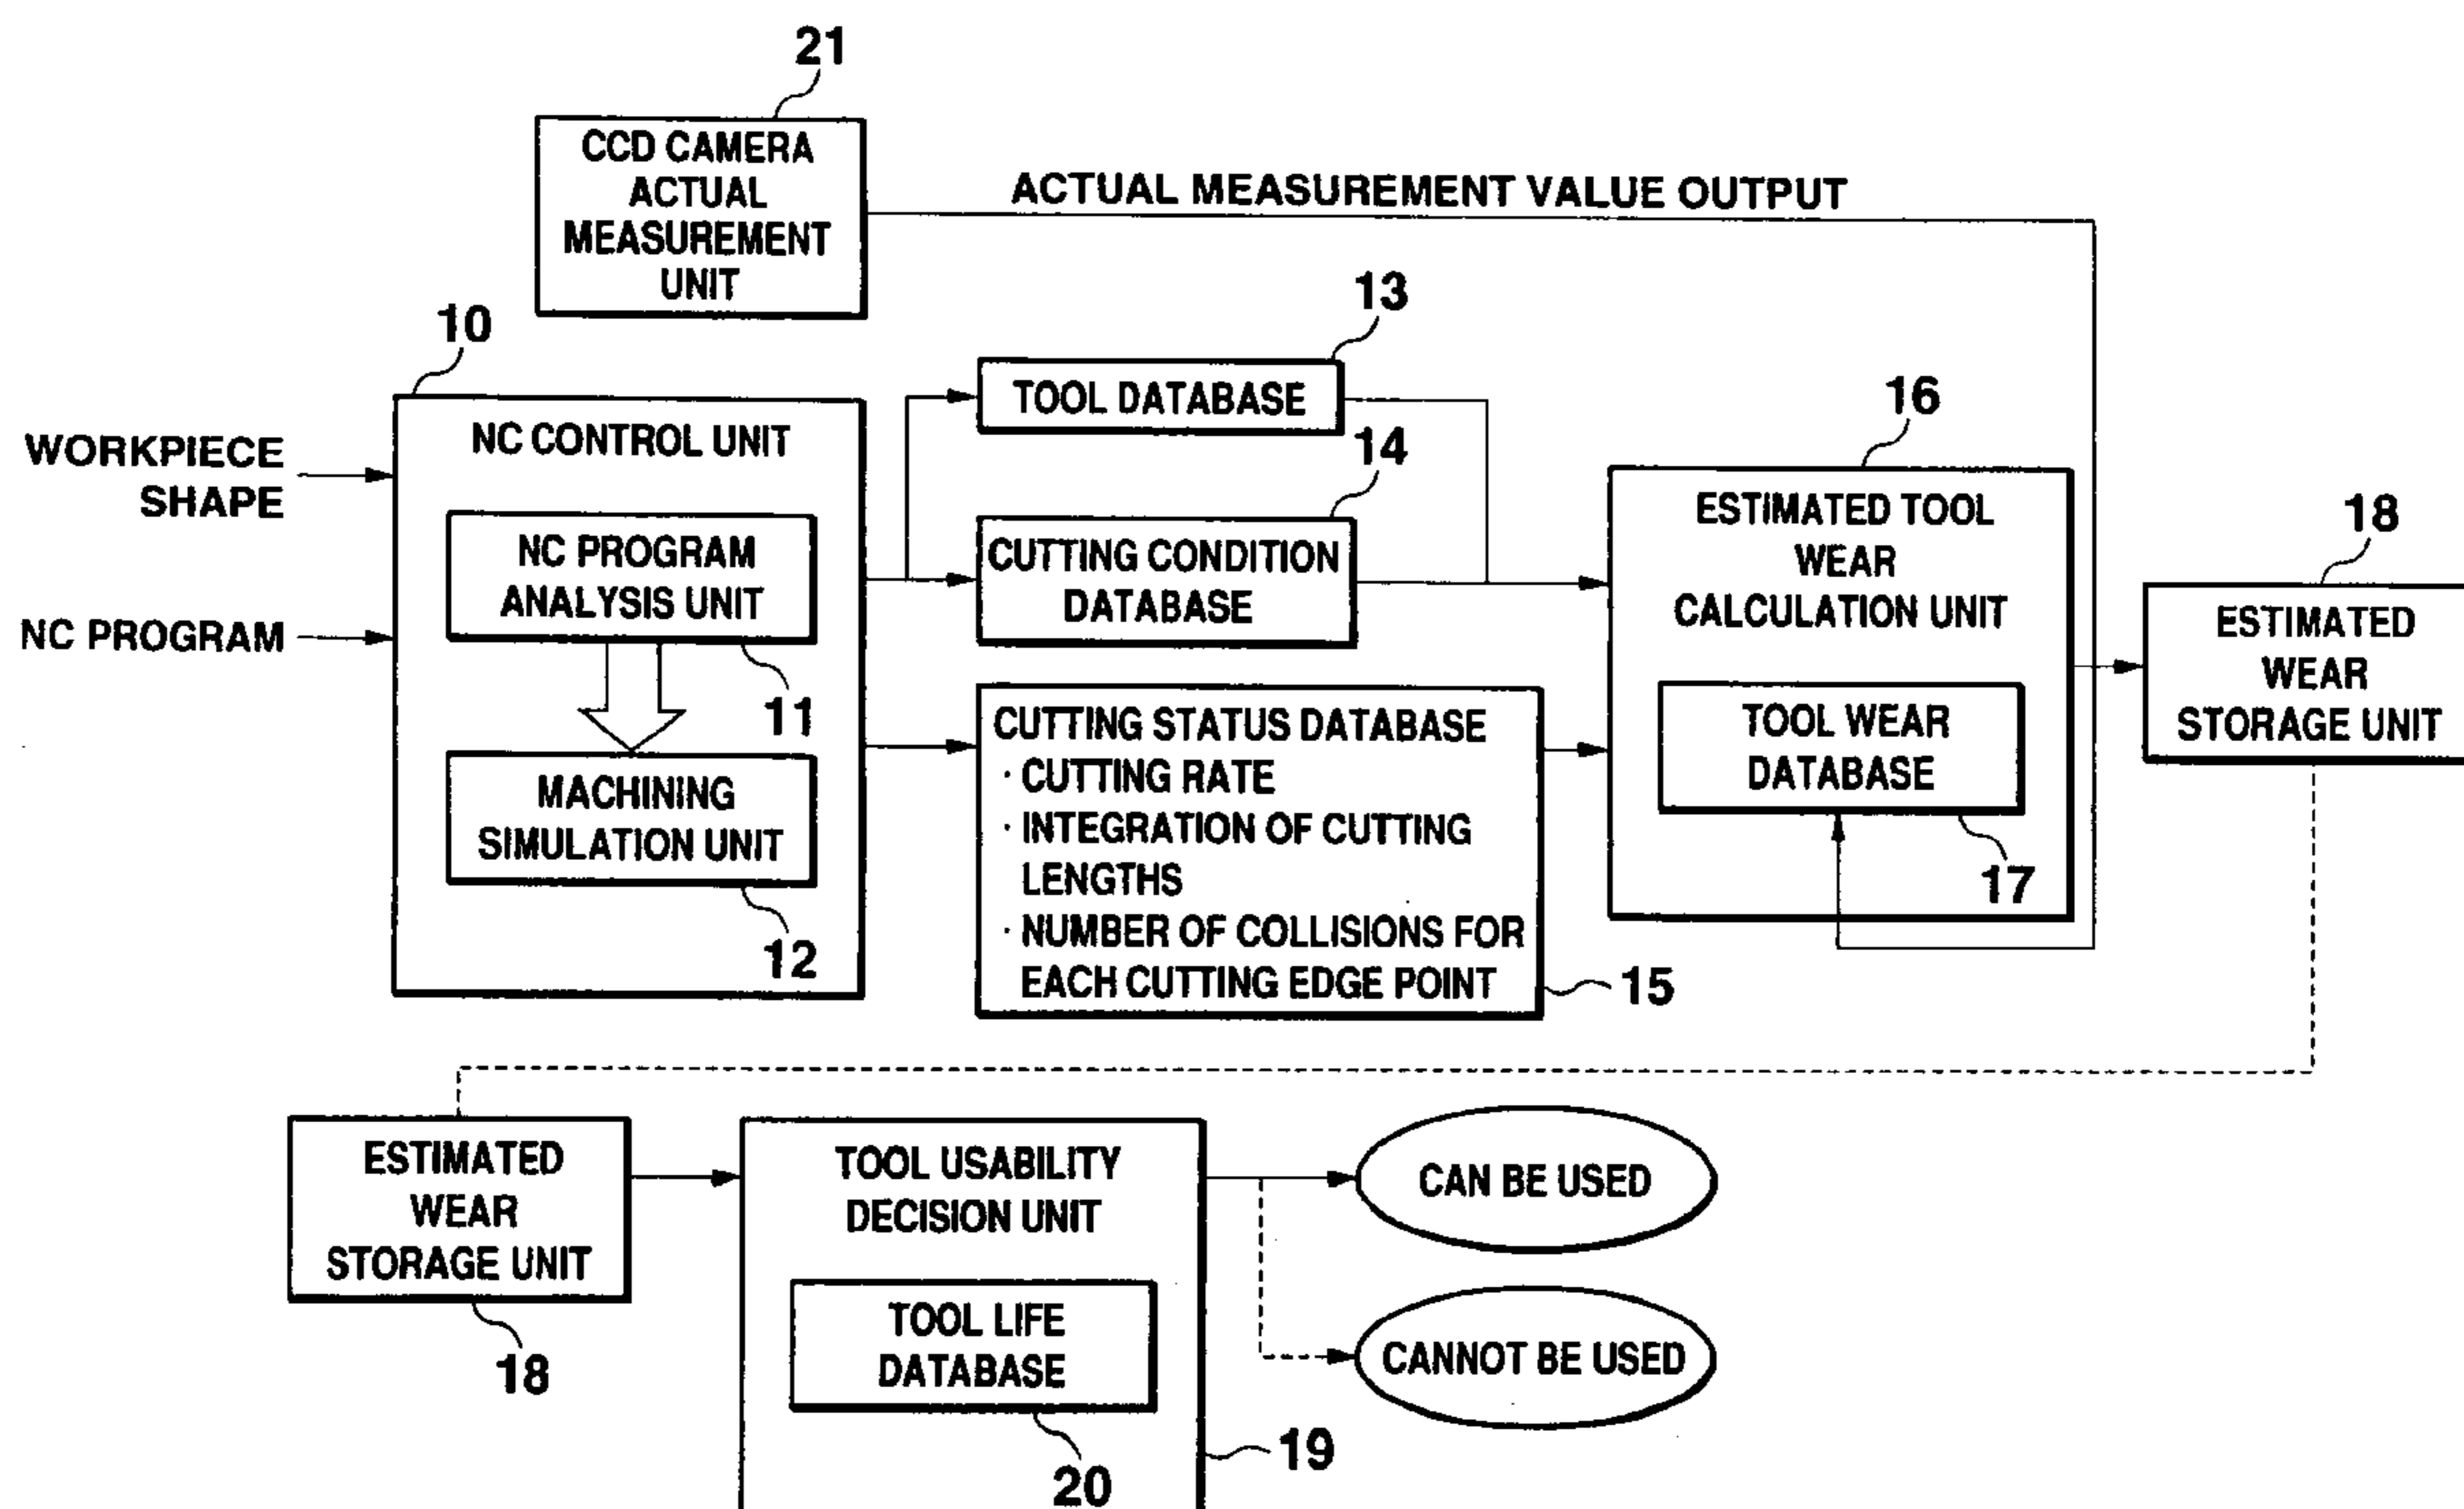 21
CCD CAMERA
ACTUAL
MEASUREMENT
UNIT
ACTUAL MEASUREMENT VALUE OUTPUT
10
13
TOOL DATABASE
16
WORKPIECE
SHAPE
NC CONTROL UNIT
14
NC PROGRAM
ANALYSIS UNIT
11
CUTTING CONDITION
DATABASE
ESTIMATED TOOL
WEAR
CALCULATION UNIT
18
ESTIMATED
WEAR
STORAGE UNIT
NC PROGRAM
MACHINING
SIMULATION UNIT
12
CUTTING STATUS DATABASE
· CUTTING RATE
· INTEGRATION OF CUTTING
LENGTHS
· NUMBER OF COLLISIONS FOR
EACH CUTTING EDGE POINT
15
TOOL WEAR
DATABASE
17
ESTIMATED
WEAR
STORAGE UNIT
18
TOOL USABILITY
DECISION UNIT
TOOL LIFE
DATABASE
20
19
CAN BE USED
CANNOT BE USED